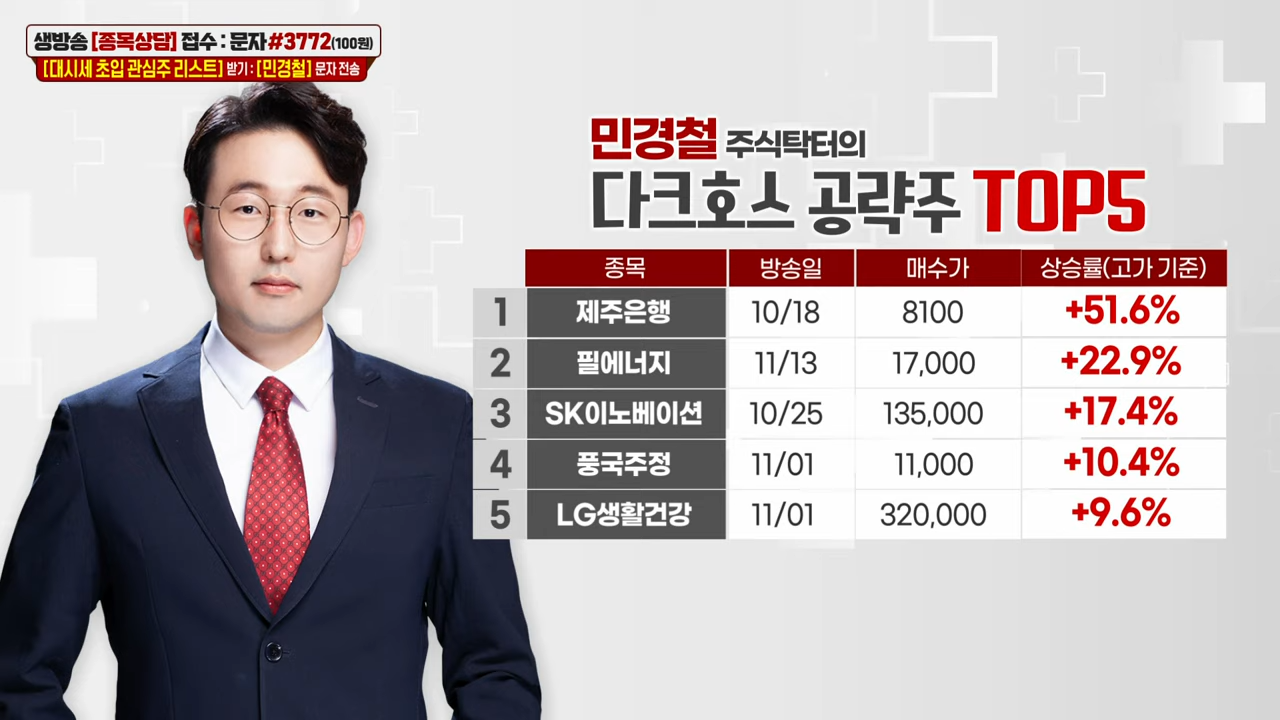 생방송 [종목상담] 접수 : 문자 #3772(100원)
[대시세 초입 관심주 리스트] 받기 : [민경철] 문자 전송
민경철 주식닥터의
다크호스 공략주 TOP5
종목 방송일 매수가 상승률(고가 기준)
1 제주은행 10/18 8100 +51.6%
2 필에너지 11/13 17,000 +22.9%
3 SK이노베이션 10/25 135,000 +17.4%
4 풍국주정 11/01 11,000 +10.4%
5 LG생활건강 11/01 320,000 +9.6%